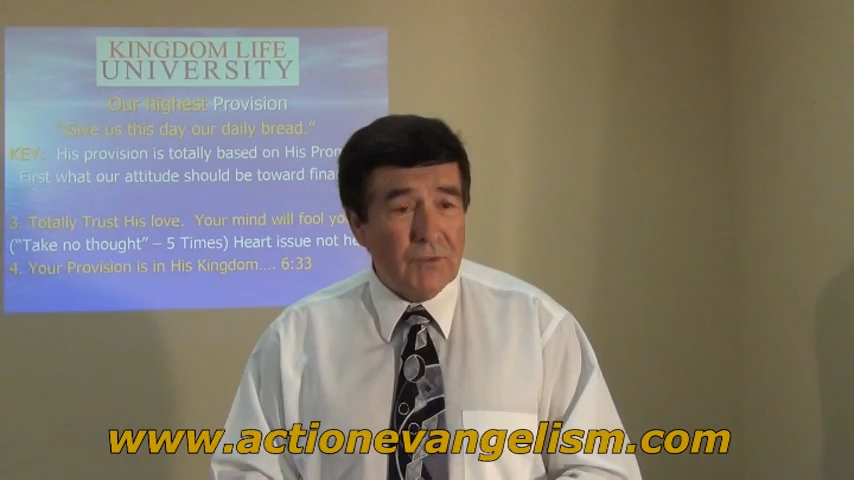 KINGDOM LIFE
UNIVERSITY
Our highest Provision
"Give us this day our daily bread."
KEY: His provision is totally based on His
First what our attitude should be toward
3. Totally Trust His love. Your mind will fool
("Take no thought" – 5 Times) Heart issue not
4. Your Provision is in His Kingdom.... 6:33
www.actionevangelism.com